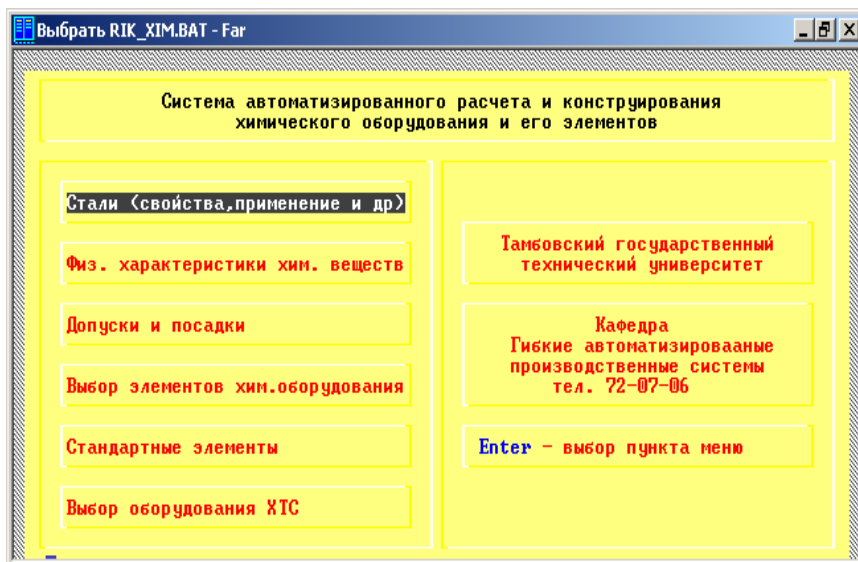 Выбрать RIK_XIM.BAT - Far
Система автоматизированного расчета и конструирования
химического оборудования и его элементов
Стали (свойства,применение и др)
Физ. характеристики хим. веществ
Допуски и посадки
Выбор элементов хим.оборудования
Стандартные элементы
Выбор оборудования ХТС
Тамбовский государственный
технический университет
Кафедра
Гибкие автоматизировааные
производственные системы
тел. 72-07-06
Enter - выбор пункта меню